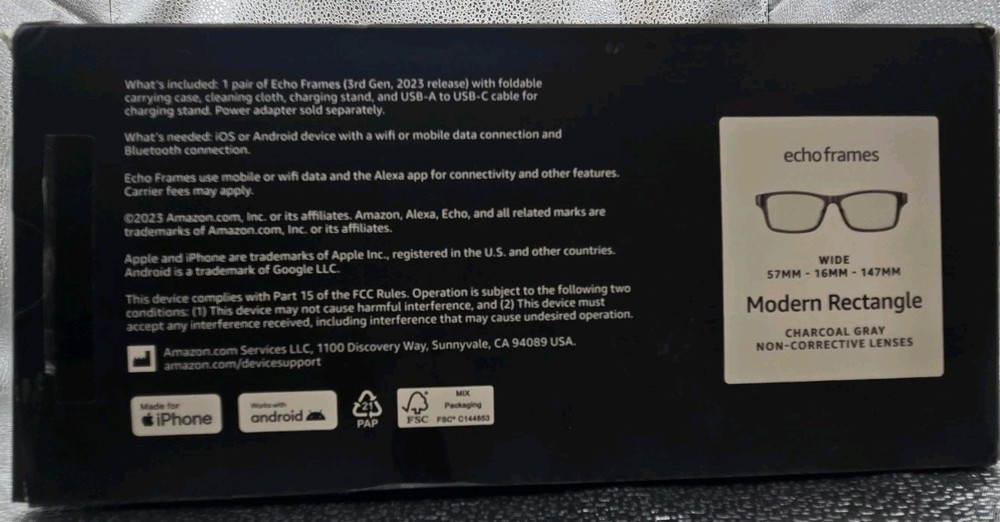 What's included: 1 pair of Echo Frames (3rd Gen, 2023 release) with foldable
carrying case, cleaning cloth, charging stand, and USB-A to USB-C cable for
charging stand. Power adapter sold separately.
What's needed: iOS or Android device with a wifi or mobile data connection and
Bluetooth connection.
Echo Frames use mobile or wifi data and the Alexa app for connectivity and other features.
Carrier fees may apply.
©2023 Amazon.com, Inc. or its affiliates. Amazon, Alexa, Echo, and all related marks are
trademarks of Amazon.com, Inc. or its affiliates.
Apple and iPhone are trademarks of Apple Inc., registered in the U.S. and other countries.
Android is a trademark of Google LLC.
This device complies with Part 15 of the FCC Rules. Operation is subject to the following two
conditions: (1) This device may not cause harmful interference, and (2) This device must
accept any interference received, including interference that may cause undesired operation.
Amazon.com Services LLC, 1100 Discovery Way, Sunnyvale, CA 94089 USA.
amazon.com/devicesupport
Made for
iPhone
Works with
android
21
PAP
FSC
MIX
Packaging
FSC® C144853
echo frames
WIDE
57MM - 16MM - 147MM
Modern Rectangle
CHARCOAL GRAY
NON-CORRECTIVE LENSES